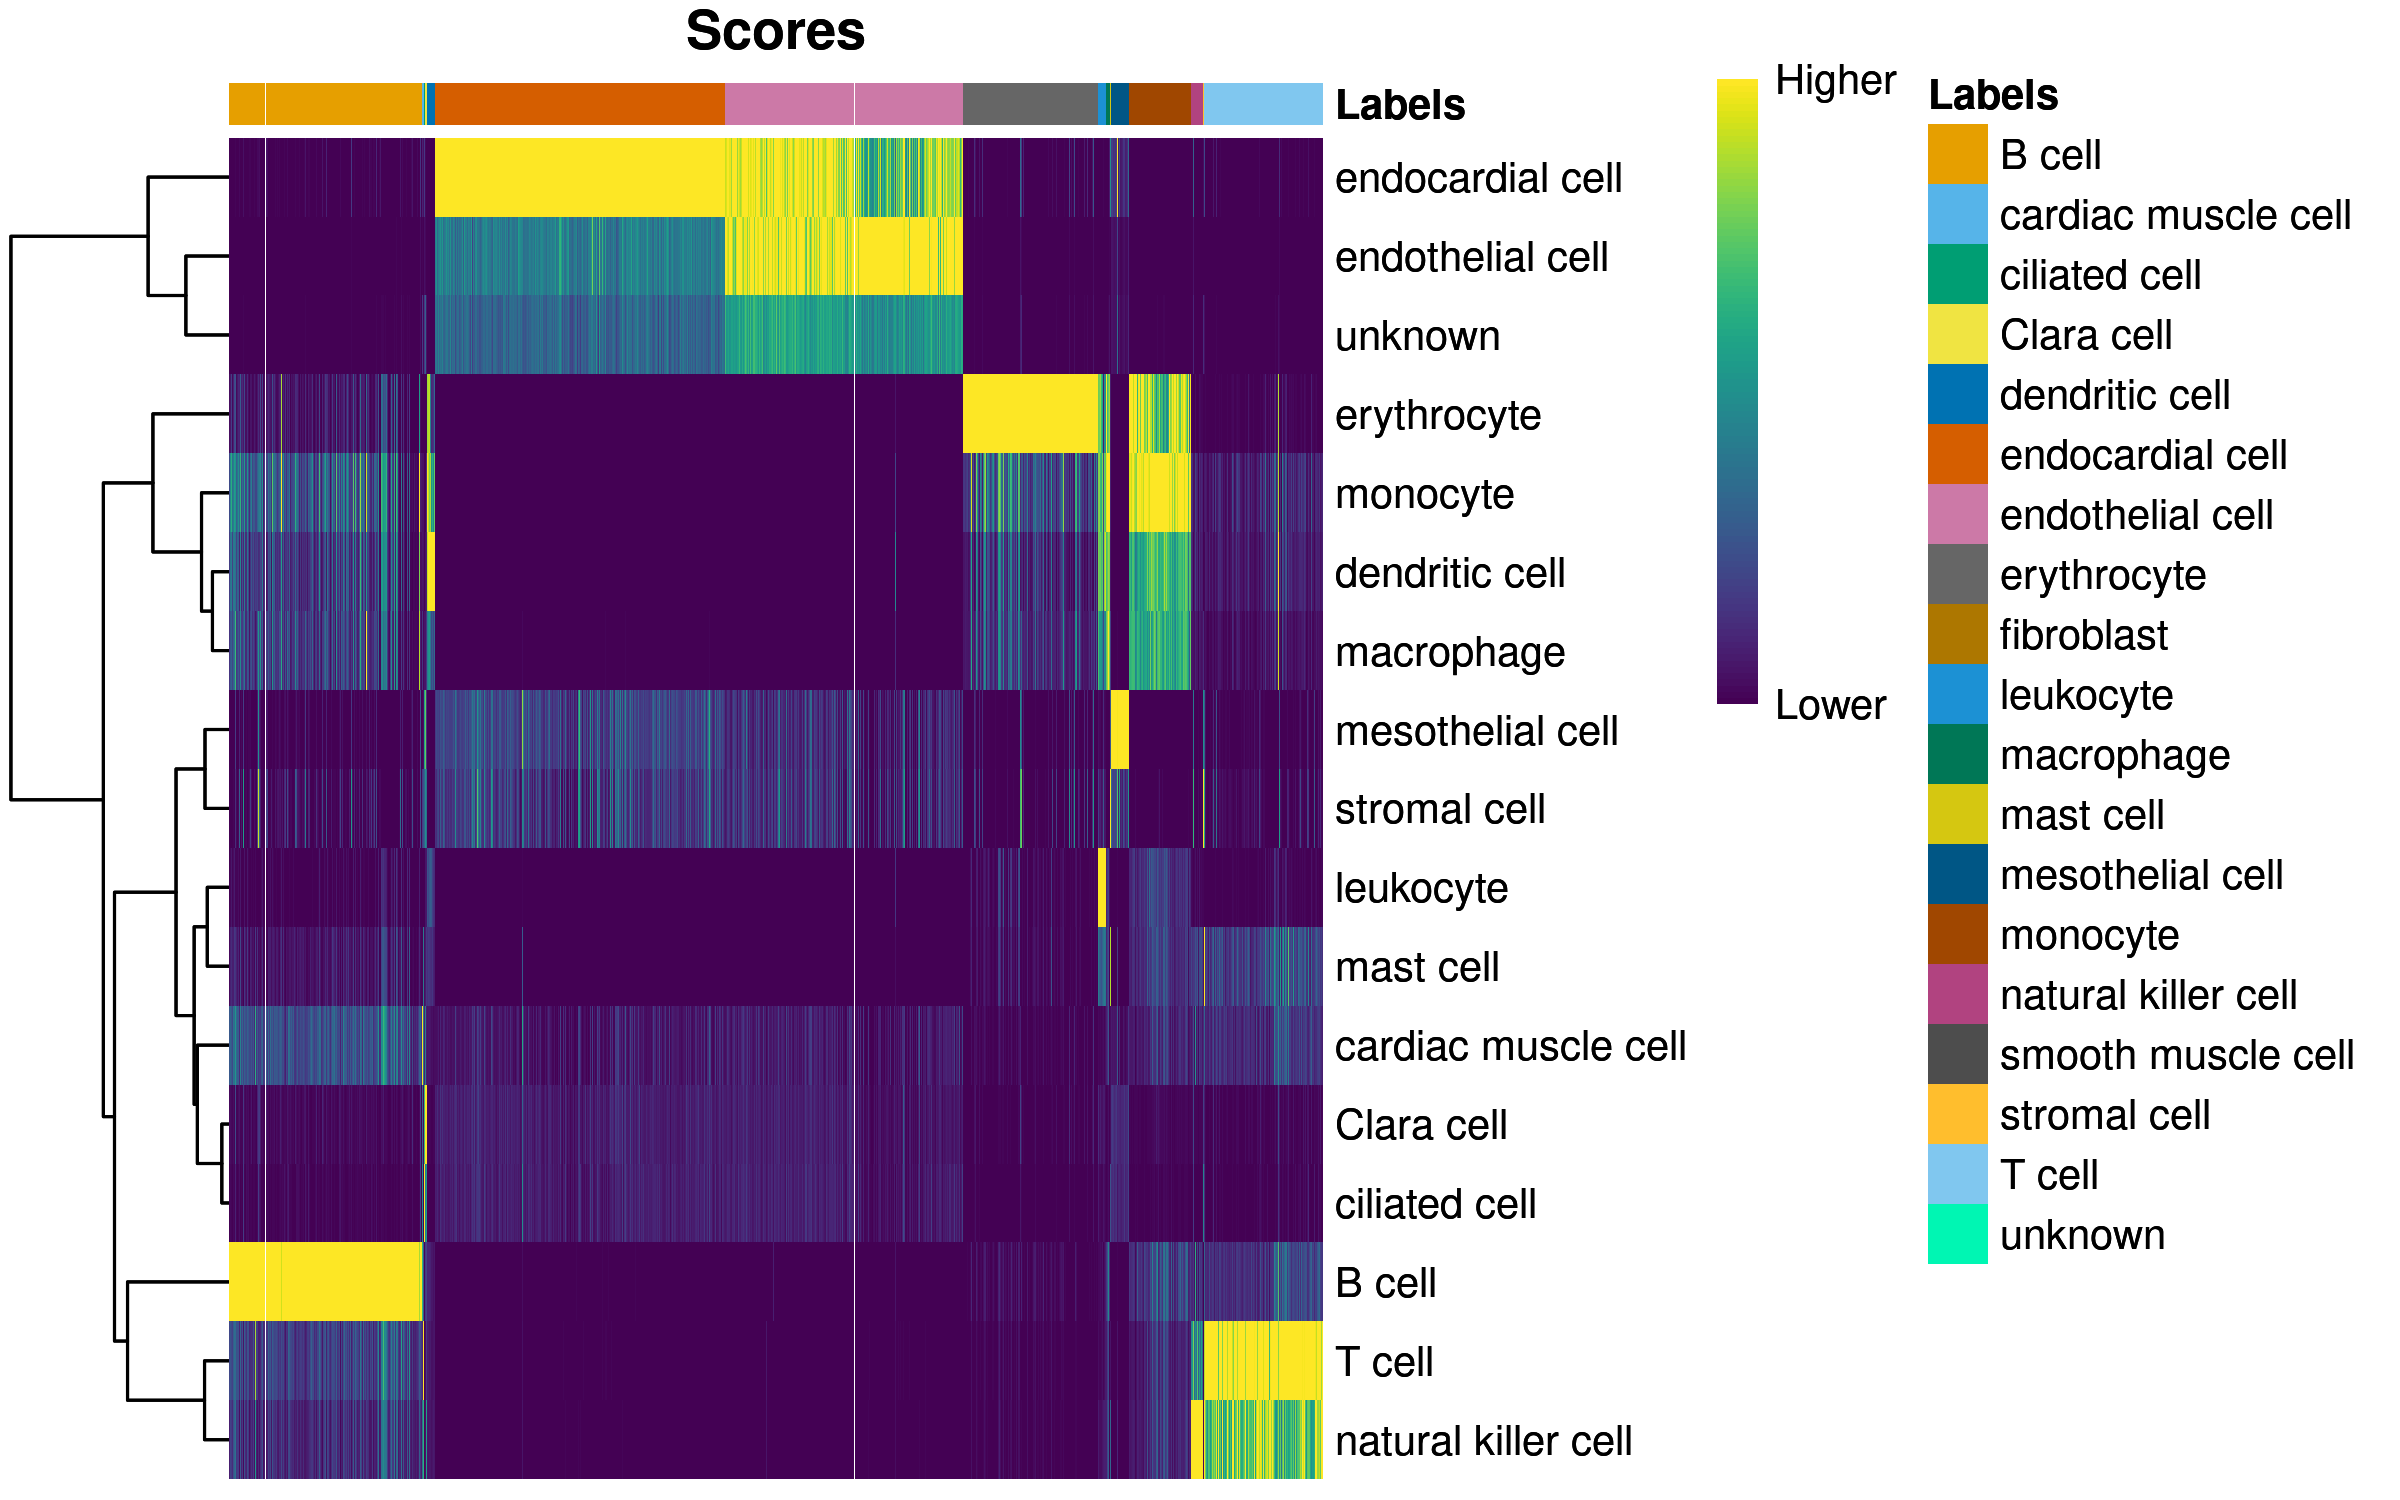 Scores
Labels
endocardial cell
endothelial cell
unknown
erythrocyte
monocyte
dendritic cell
macrophage
mesothelial cell
stromal cell
leukocyte
mast cell
cardiac muscle cell
Clara cell
ciliated cell
B cell
T cell
natural killer cell
Higher
Lower
Labels
B cell
cardiac muscle cell
ciliated cell
Clara cell
dendritic cell
endocardial cell
endothelial cell
erythrocyte
fibroblast
leukocyte
macrophage
mast cell
mesothelial cell
monocyte
natural killer cell
smooth muscle cell
stromal cell
T cell
unknown